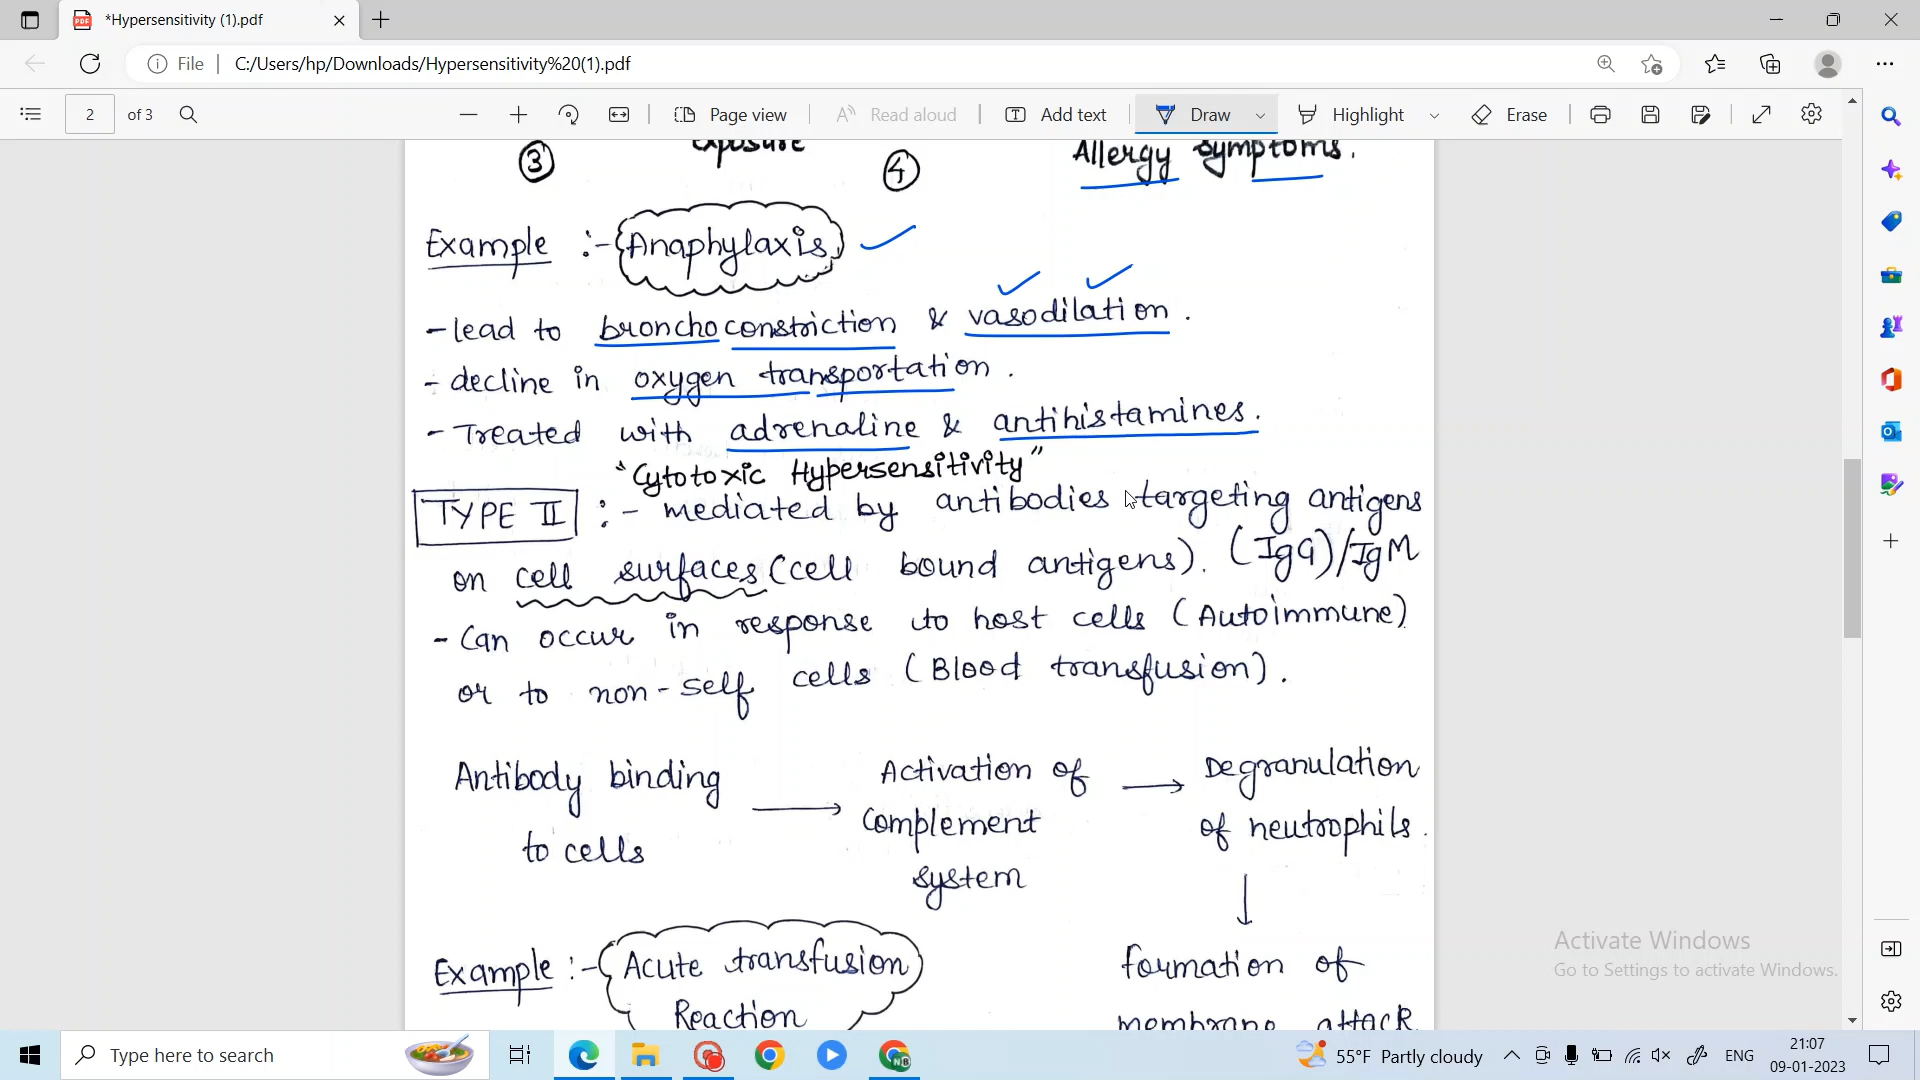 *Hypersensitivity (1).pdf
File C:/Users/hp/Downloads/Hypersensitivity%20(1).pdf
2 of 3 Page view Read aloud Add text Draw Highlight Erase
③ exposure ④ Allergy symptoms.
Example :- Anaphylaxis
- lead to bronchoconstriction & vasodilation.
- decline in oxygen transportation.
- Treated with adrenaline & antihistamines.
"Cytotoxic Hypersensitivity"
TYPE II :- mediated by antibodies targeting antigens
on cell surfaces (cell bound antigens). (IgG)/IgM
- Can occur in response to host cells (Autoimmune)
or to non-self cells (Blood transfusion).
Antibody binding to cells
Activation of complement system
Degranulation of neutrophils.
Example :- Acute transfusion Reaction
formation of
membrane attack
Activate Windows
Go to Settings to activate Windows.
Type here to search
55°F Partly cloudy ENG 21:07
09-01-2023